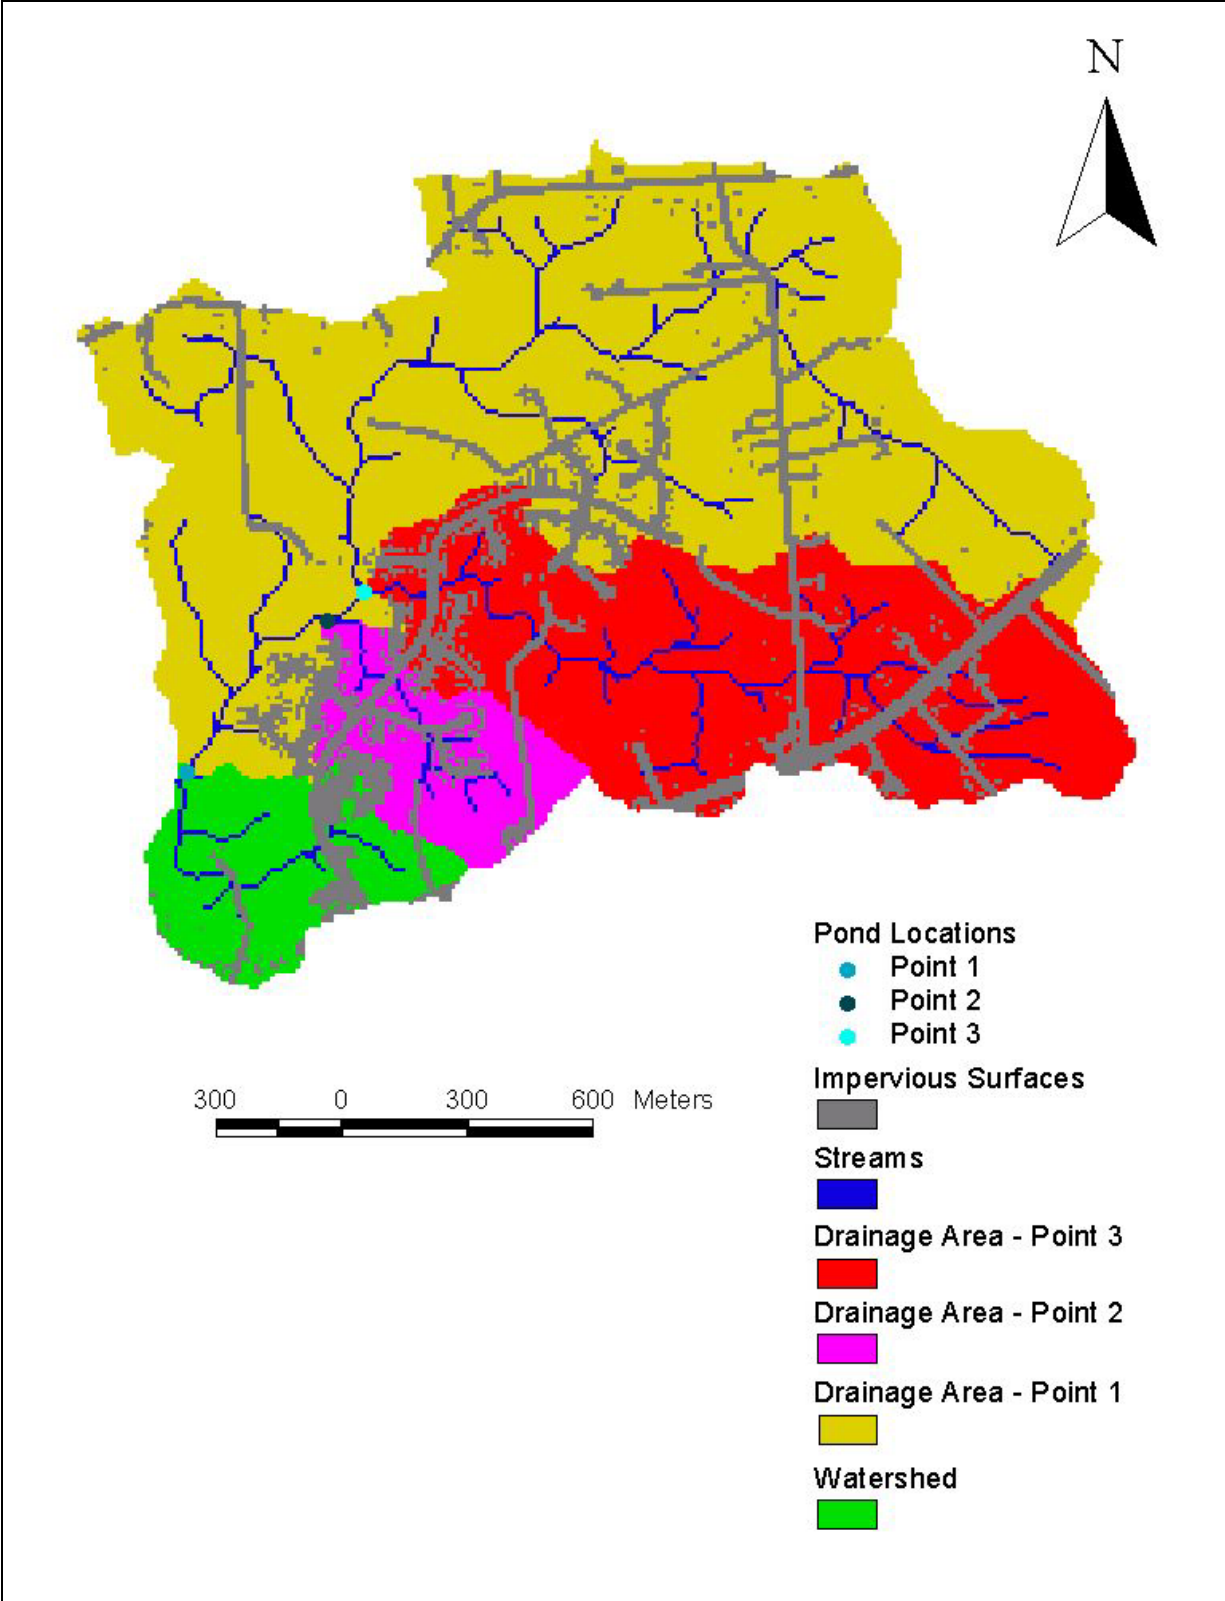 N
Pond Locations
Point 1
Point 2
Point 3
Impervious Surfaces
300 0 300 600 Meters
Streams
Drainage Area - Point 3
Drainage Area - Point 2
Drainage Area - Point 1
Watershed